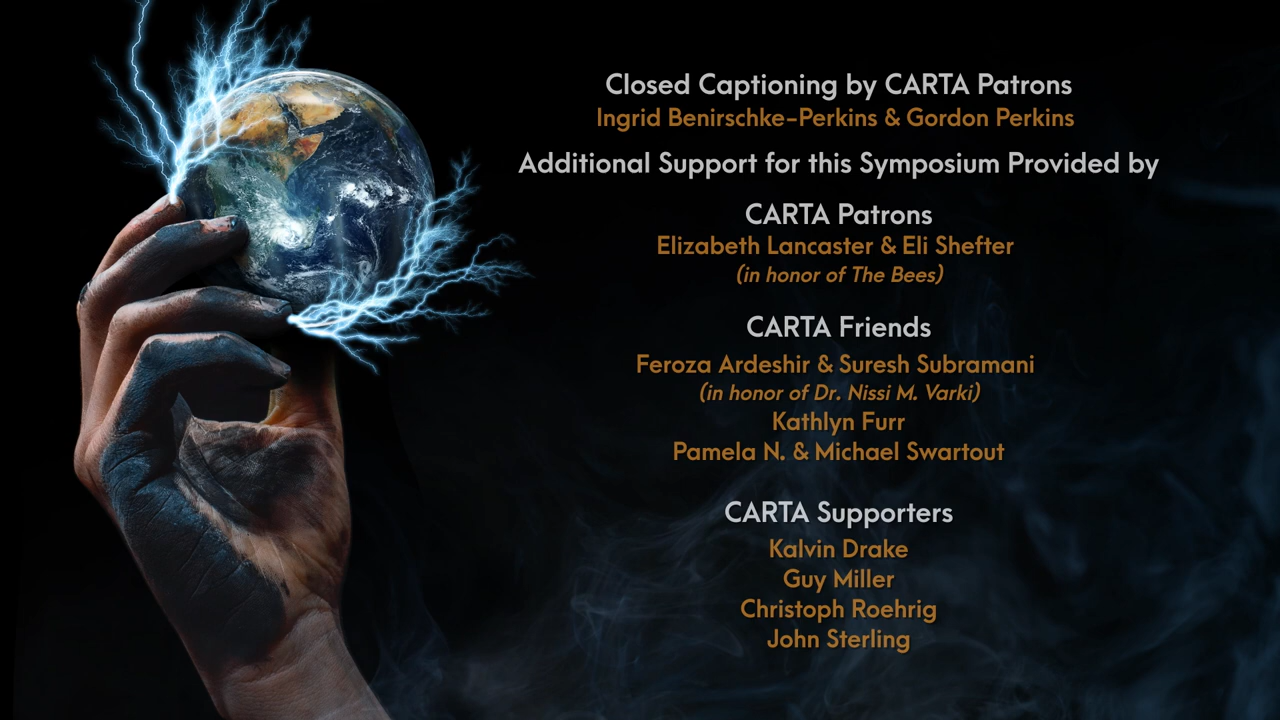 Closed Captioning by CARTA Patrons
Ingrid Benirschke-Perkins & Gordon Perkins
Additional Support for this Symposium Provided by
CARTA Patrons
Elizabeth Lancaster & Eli Shefter
(in honor of The Bees)
CARTA Friends
Feroza Ardeshir & Suresh Subramani
(in honor of Dr. Nissi M. Varki)
Kathlyn Furr
Pamela N. & Michael Swartout
CARTA Supporters
Kalvin Drake
Guy Miller
Christoph Roehrig
John Sterling